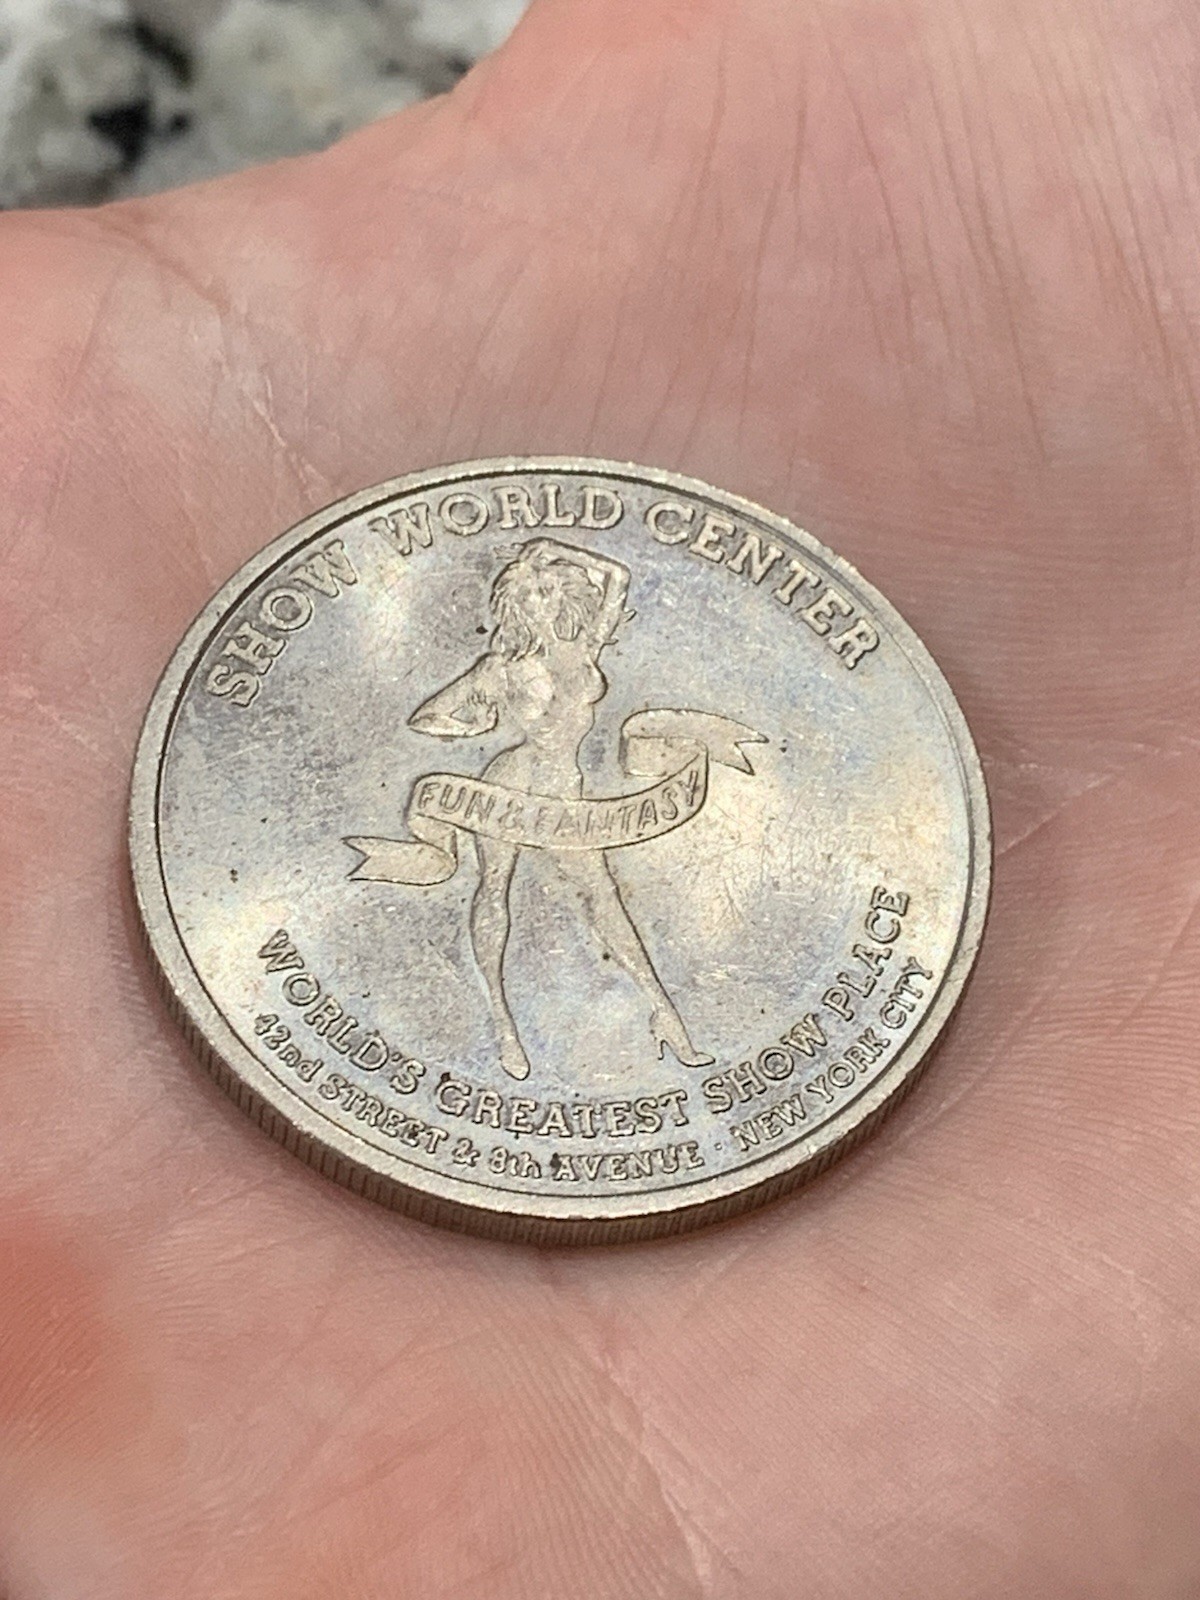 SHOW WORLD CENTER
FUN & FANTASY
WORLD'S GREATEST SHOW PLACE
42nd STREET & 8th AVENUE · NEW YORK CITY